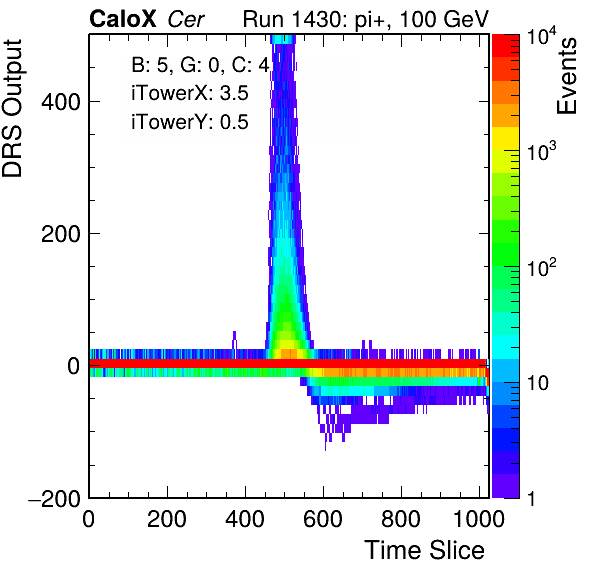 CaloX Cer Run 1430: pi+, 100 GeV
B: 5, G: 0, C: 4
iTowerX: 3.5
iTowerY: 0.5
DRS Output
400
200
0
−200
0 200 400 600 800 1000
Time Slice
Events
10^4
10^3
10^2
10
1